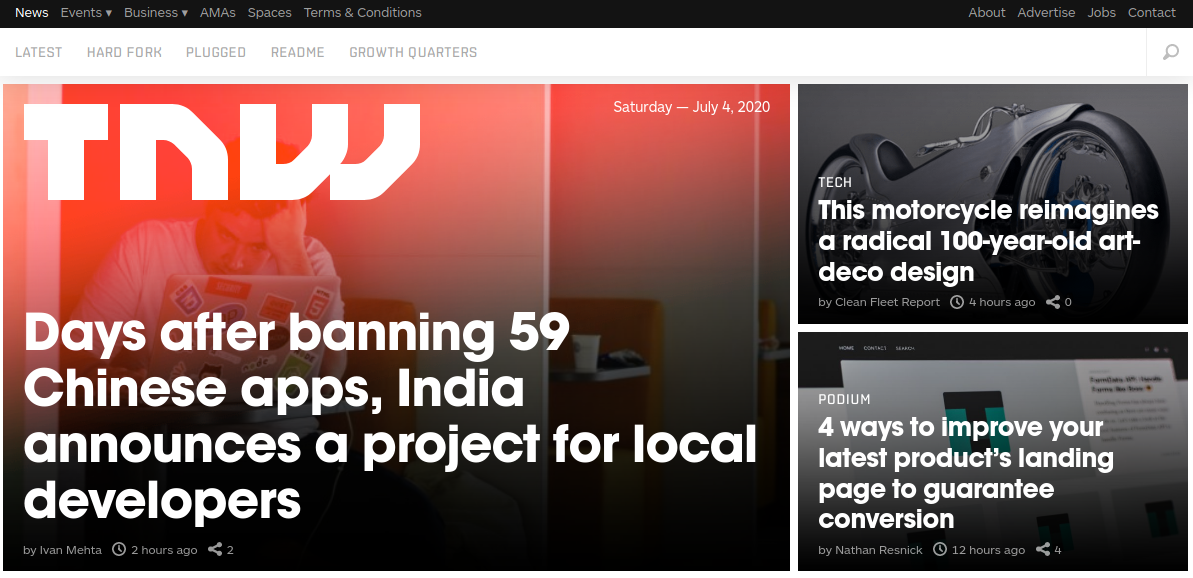 News Events ▾ Business ▾ AMAs Spaces Terms & Conditions About Advertise Jobs Contact
LATEST HARD FORK PLUGGED README GROWTH QUARTERS
TNW
Saturday — July 4, 2020
Days after banning 59
Chinese apps, India
announces a project for local
developers
by Ivan Mehta 2 hours ago 2
TECH
This motorcycle reimagines
a radical 100-year-old art-
deco design
by Clean Fleet Report 4 hours ago 0
HOME CONTACT SEARCH
PODIUM
4 ways to improve your
latest product's landing
page to guarantee
conversion
by Nathan Resnick 12 hours ago 4